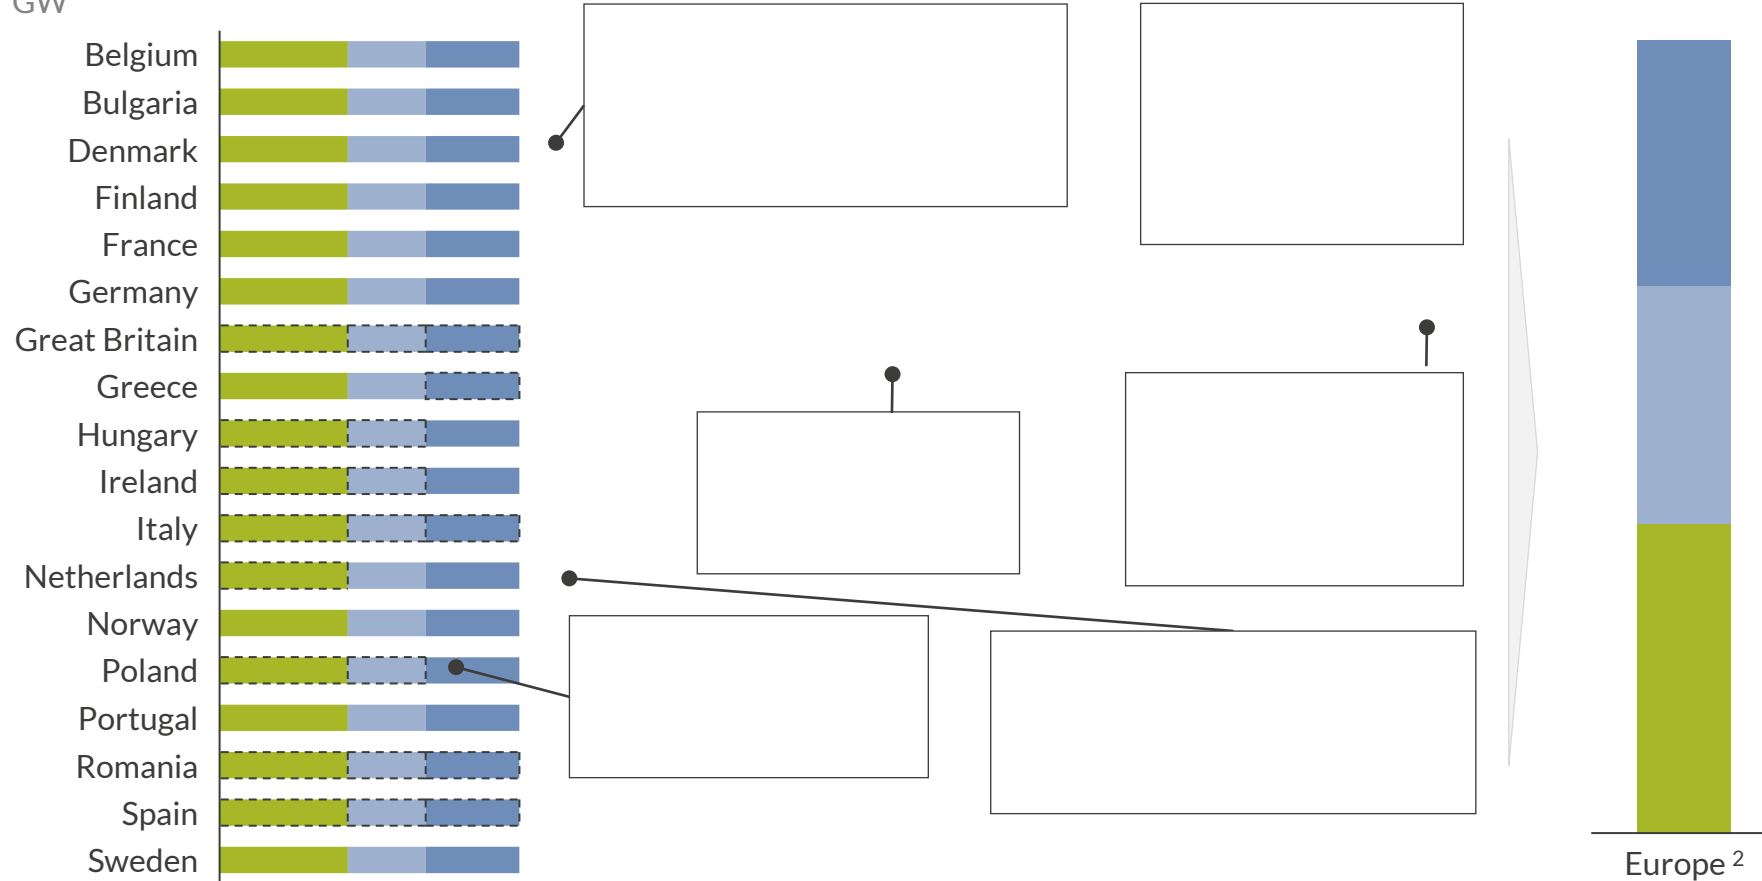 GW
Belgium
Bulgaria
Denmark
Finland
France
Germany
Great Britain
Greece
Hungary
Ireland
Italy
Netherlands
Norway
Poland
Portugal
Romania
Spain
Sweden
Europe 2